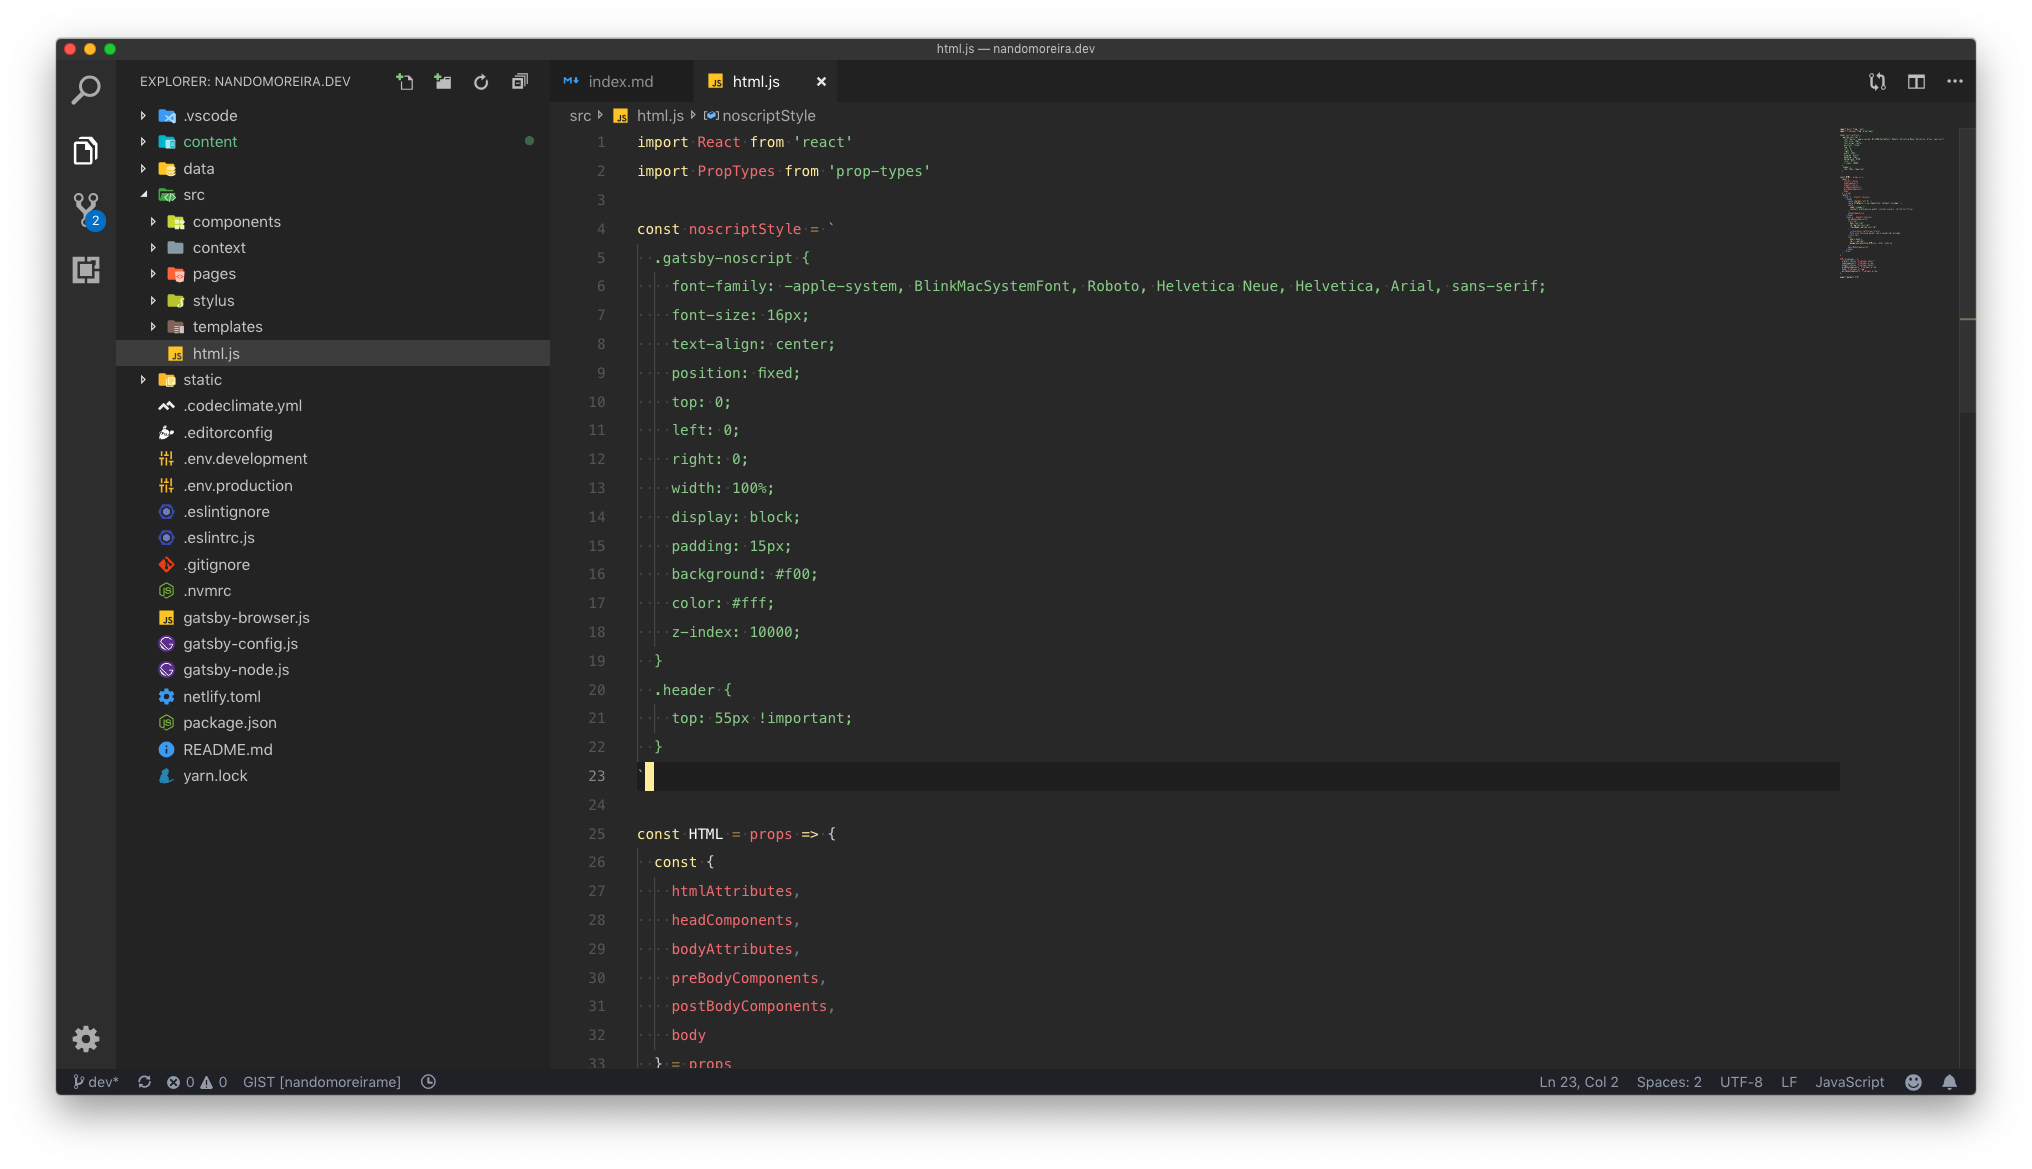 html.js — nandomoreira.dev
EXPLORER: NANDOMOREIRA.DEV
.vscode
content
data
src
components
context
pages
stylus
templates
html.js
static
.codeclimate.yml
.editorconfig
.env.development
.env.production
.eslintignore
.eslintrc.js
.gitignore
.nvmrc
gatsby-browser.js
gatsby-config.js
gatsby-node.js
netlify.toml
package.json
README.md
yarn.lock
2
index.md
JS html.js
src JS html.js noscriptStyle
1 import React from 'react'
2 import PropTypes from 'prop-types'
3
4 const noscriptStyle = `
5 .gatsby-noscript {
6 font-family: -apple-system, BlinkMacSystemFont, Roboto, Helvetica Neue, Helvetica, Arial, sans-serif;
7 font-size: 16px;
8 text-align: center;
9 position: fixed;
10 top: 0;
11 left: 0;
12 right: 0;
13 width: 100%;
14 display: block;
15 padding: 15px;
16 background: #f00;
17 color: #fff;
18 z-index: 10000;
19 }
20 .header {
21 top: 55px !important;
22 }
23 `
24
25 const HTML = props => {
26 const {
27 htmlAttributes,
28 headComponents,
29 bodyAttributes,
30 preBodyComponents,
31 postBodyComponents,
32 body
33 } = props
dev* 0 0 GIST [nandomoreirame] Ln 23, Col 2 Spaces: 2 UTF-8 LF JavaScript